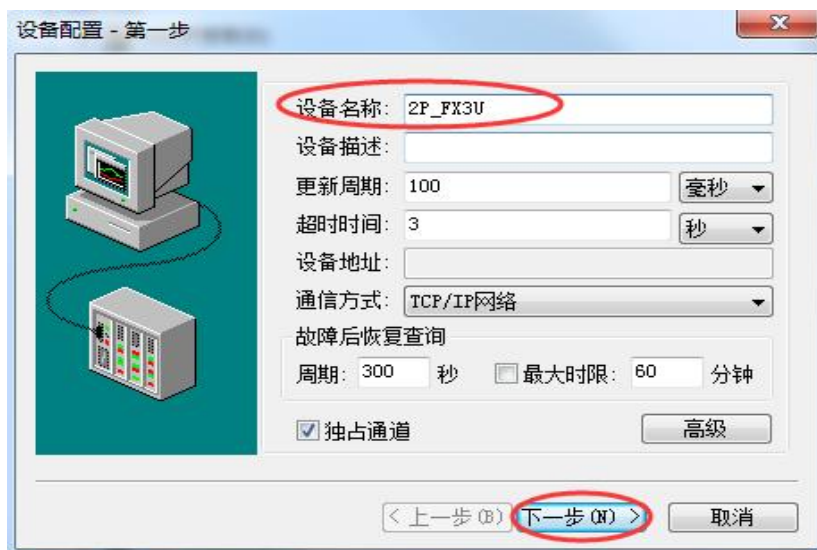 设备配置 - 第一步
设备名称: 2P_FX3U
设备描述:
更新周期: 100 毫秒
超时时间: 3 秒
设备地址:
通信方式: TCP/IP网络
故障后恢复查询
周期: 300 秒 最大时限: 60 分钟
独占通道 高级
< 上一步(B) 下一步(N) > 取消